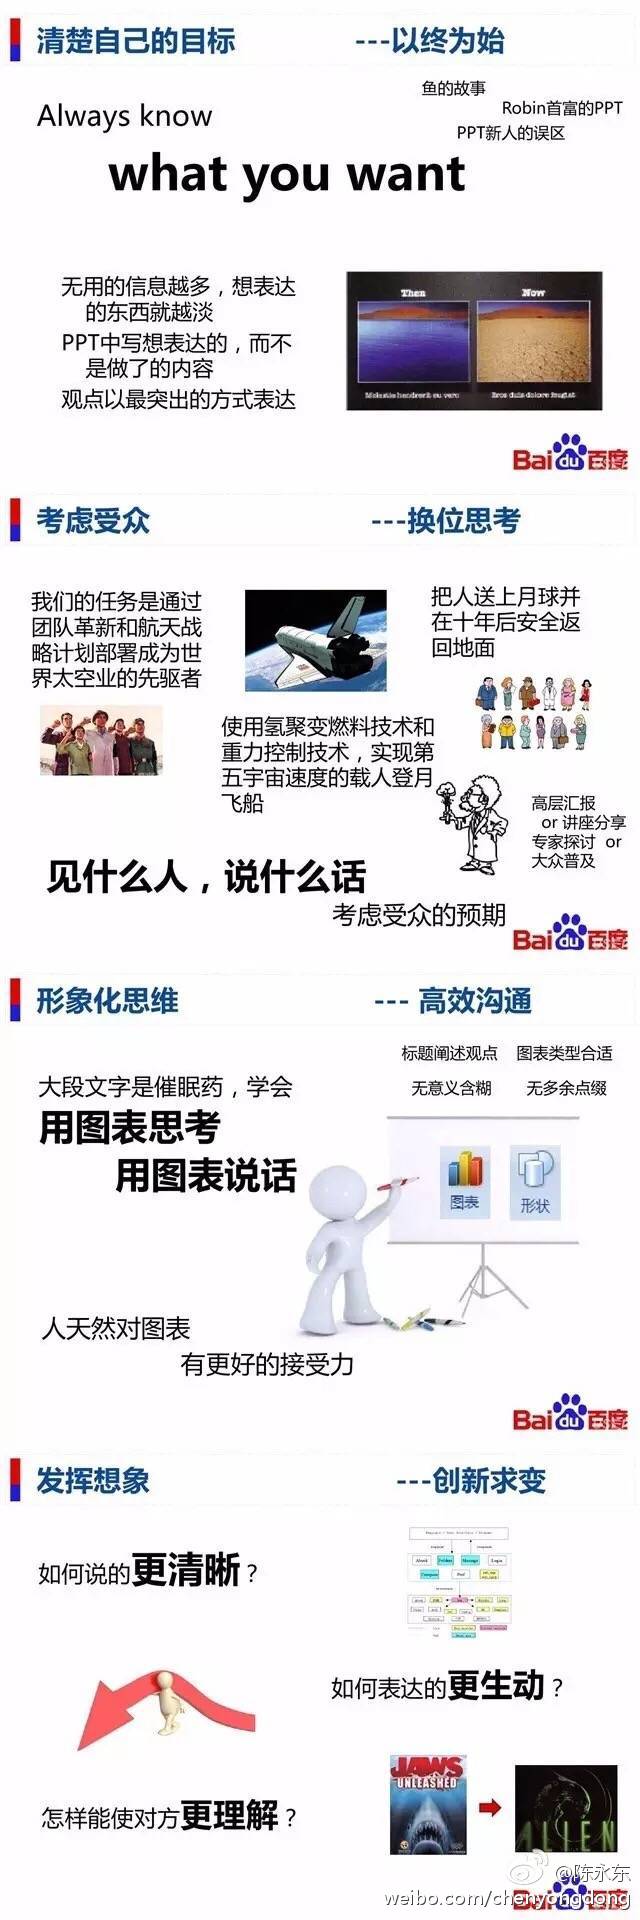 清楚自己的目标 ---以终为始
鱼的故事
Always know
Robin首富的PPT
PPT新人的误区
what you want
无用的信息越多，想表达
的东西就越淡
PPT中写想表达的，而不
是做了的内容
观点以最突出的方式表达
Then Now
Molestie hendrerit eu vero Eros duis dolore feugiat
Bai du 百度
考虑受众 ---换位思考
我们的任务是通过
团队革新和航天战
略计划部署成为世
界太空业的先驱者
把人送上月球并
在十年后安全返
回地面
使用氢聚变燃料技术和
重力控制技术，实现第
五宇宙速度的载人登月
飞船
高层汇报
or 讲座分享
专家探讨 or
大众普及
见什么人，说什么话
考虑受众的预期
Bai du 百度
形象化思维 --- 高效沟通
标题阐述观点 图表类型合适
无意义含糊 无多余点缀
大段文字是催眠药，学会
用图表思考
用图表说话
图表 形状
人天然对图表
有更好的接受力
Bai du 百度
发挥想象 ---创新求变
如何说的更清晰？
About Folders Message Login
Compose Pref
如何表达的更生动？
JAWS
UNLEASHED
ALIEN
怎样能使对方更理解？
@陈永东
Bai du 百度
weibo.com/chenyongdong